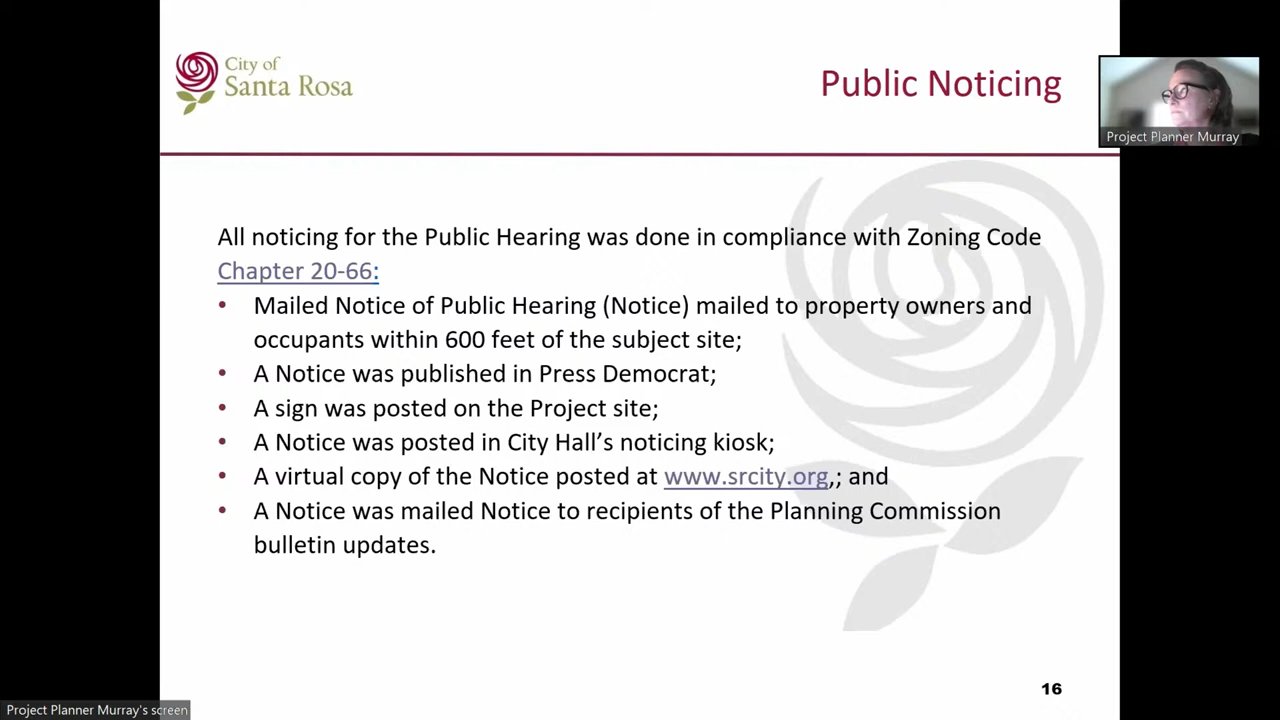 City of
Santa Rosa
Public Noticing
Project Planner Murray
All noticing for the Public Hearing was done in compliance with Zoning Code
Chapter 20-66:
• Mailed Notice of Public Hearing (Notice) mailed to property owners and
occupants within 600 feet of the subject site;
• A Notice was published in Press Democrat;
• A sign was posted on the Project site;
• A Notice was posted in City Hall’s noticing kiosk;
• A virtual copy of the Notice posted at www.srcity.org,; and
• A Notice was mailed Notice to recipients of the Planning Commission
bulletin updates.
16
Project Planner Murray's screen